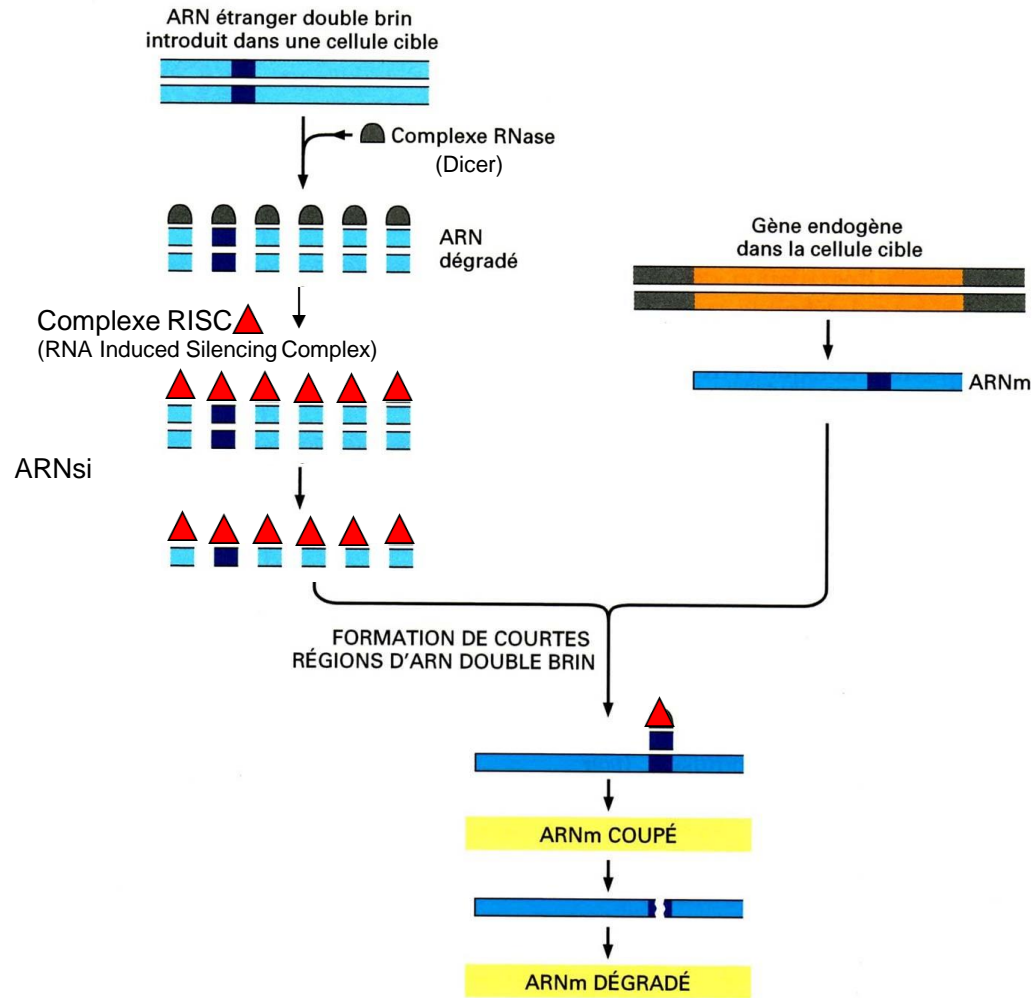 ARN étranger double brin
introduit dans une cellule cible
Complexe RNase
(Dicer)
ARN
dégradé
Gène endogène
dans la cellule cible
Complexe RISC
(RNA Induced Silencing Complex)
ARNm
ARNsi
FORMATION DE COURTES
RÉGIONS D'ARN DOUBLE BRIN
ARNm COUPÉ
ARNm DÉGRADÉ